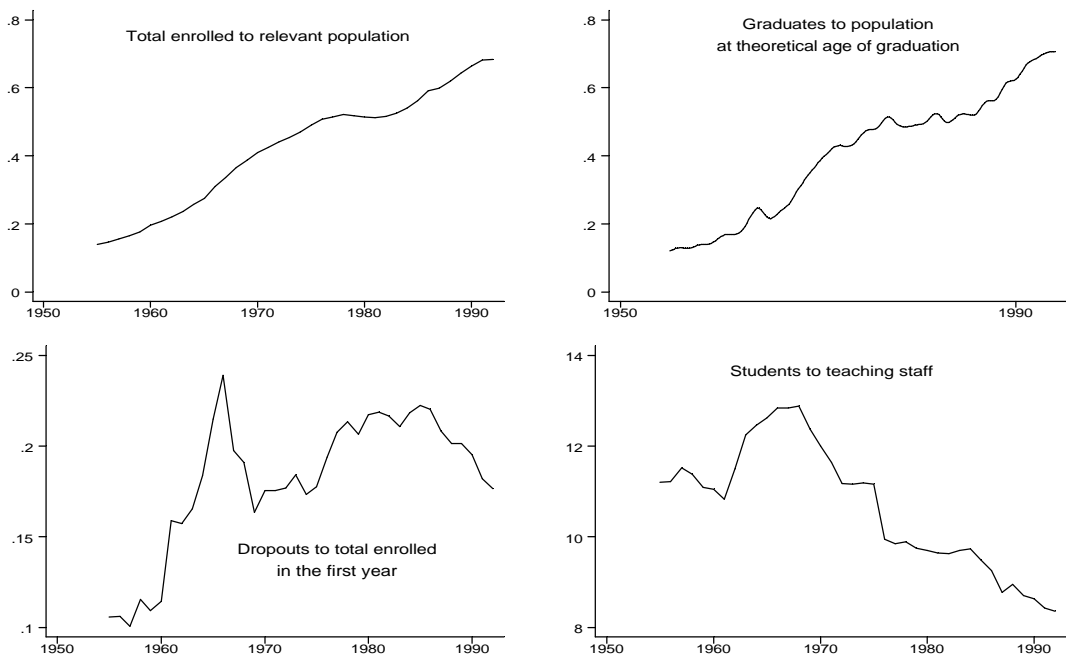 Total enrolled to relevant population
.8
.6
.4
.2
0
1950 1960 1970 1980 1990
Graduates to population
at theoretical age of graduation
.8
.6
.4
.2
0
1950 1990
Dropouts to total enrolled
in the first year
.25
.2
.15
.1
1950 1960 1970 1980 1990
Students to teaching staff
14
12
10
8
1950 1960 1970 1980 1990